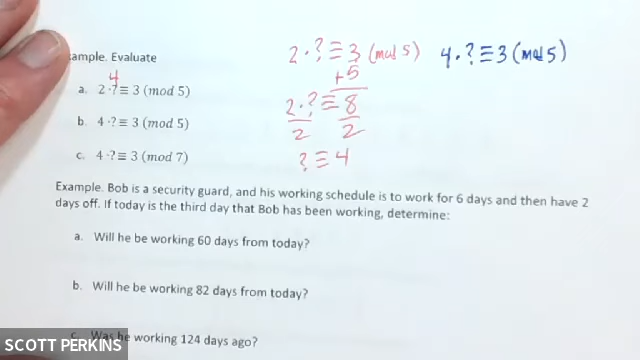 ample. Evaluate
a. 2 · ? ≡ 3 (mod 5)
4
b. 4 · ? ≡ 3 (mod 5)
c. 4 · ? ≡ 3 (mod 7)
2 · ? ≡ 3 (mod 5)
+5
2 · ? ≡ 8
2 2
? ≡ 4
4 · ? ≡ 3 (mod 5)
Example. Bob is a security guard, and his working schedule is to work for 6 days and then have 2
days off. If today is the third day that Bob has been working, determine:
a. Will he be working 60 days from today?
b. Will he be working 82 days from today?
c. Was he working 124 days ago?
SCOTT PERKINS